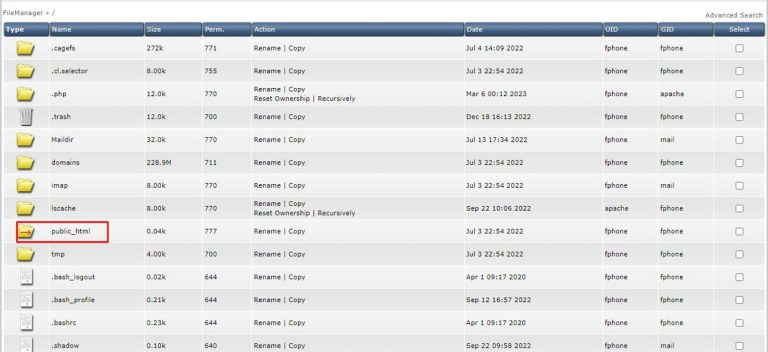 FileManager » /
Advanced Search
Type Name Size Perm. Action Date UID GID Select
.cagefs 272k 771 Rename | Copy Jul 4 14:09 2022 fphone fphone
.cl.selector 8.00k 755 Rename | Copy Jul 3 22:54 2022 fphone fphone
.php 12.0k 770 Rename | Copy Mar 6 00:12 2023 fphone apache
Reset Ownership | Recursively
.trash 12.0k 700 Rename | Copy Dec 18 16:13 2022 fphone fphone
Maildir 32.0k 770 Rename | Copy Jul 13 17:34 2022 fphone mail
domains 228.9M 711 Rename | Copy Jul 3 22:54 2022 fphone fphone
imap 8.00k 770 Rename | Copy Jul 3 22:54 2022 fphone mail
lscache 8.00k 770 Rename | Copy Sep 22 10:06 2022 apache fphone
Reset Ownership | Recursively
public_html 0.04k 777 Rename | Copy Jul 3 22:54 2022 fphone fphone
tmp 4.00k 700 Rename | Copy Jul 3 22:54 2022 fphone fphone
.bash_logout 0.02k 644 Rename | Copy Apr 1 09:17 2020 fphone fphone
.bash_profile 0.21k 644 Rename | Copy Sep 12 16:57 2022 fphone fphone
.bashrc 0.23k 644 Rename | Copy Apr 1 09:17 2020 fphone fphone
.shadow 0.10k 640 Rename | Copy Sep 22 09:58 2022 fphone mail